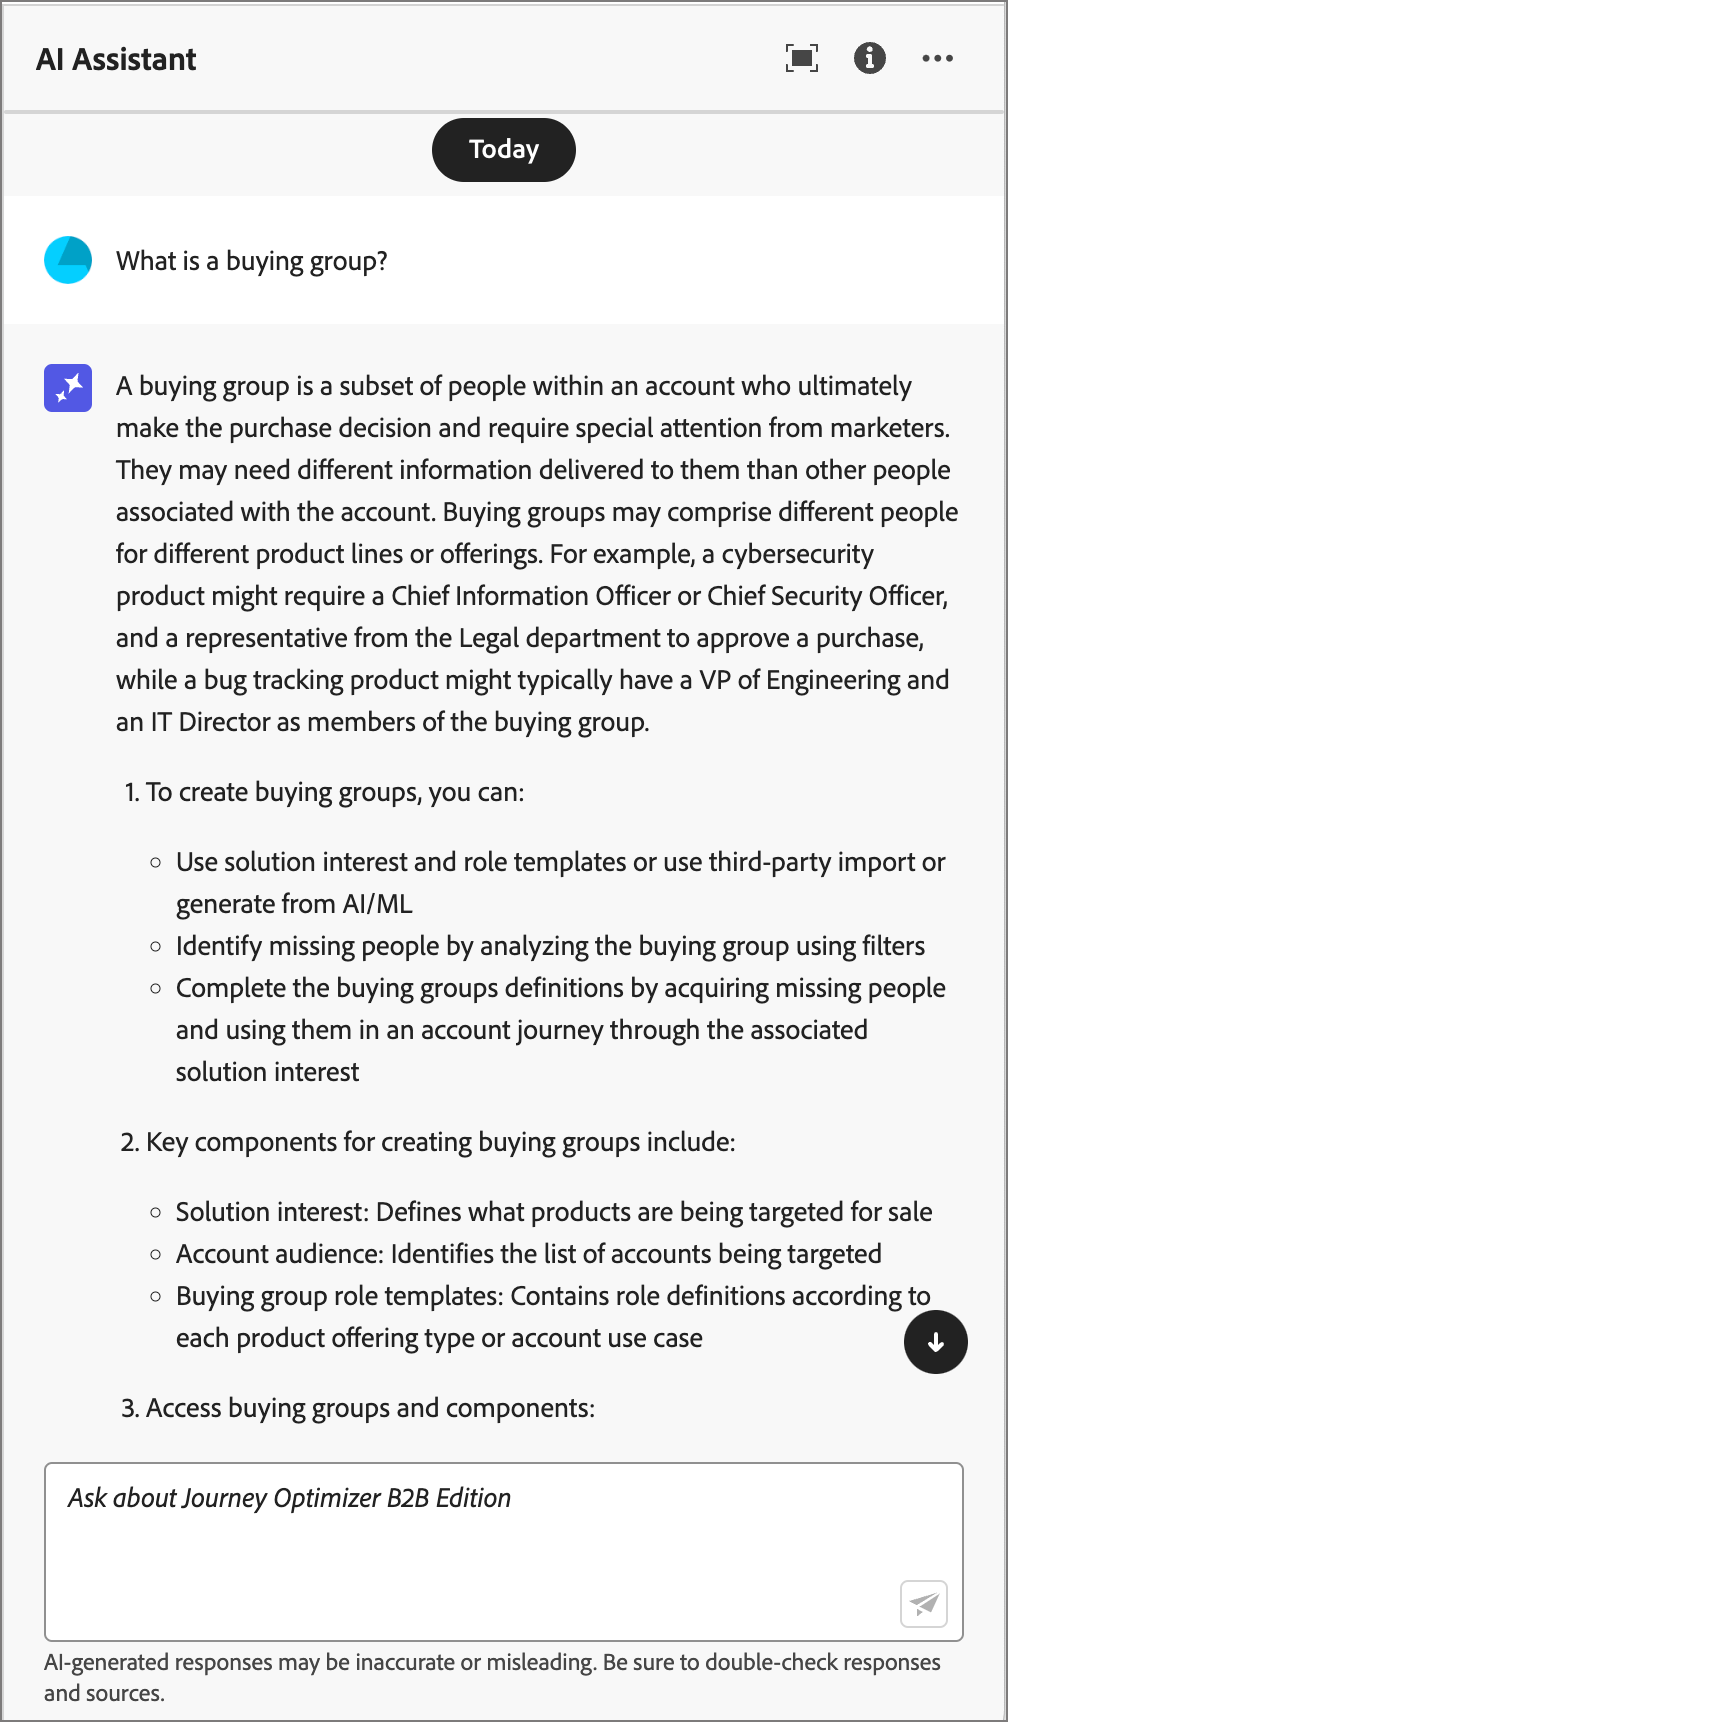 AI Assistant
Today
What is a buying group?
A buying group is a subset of people within an account who ultimately
make the purchase decision and require special attention from marketers.
They may need different information delivered to them than other people
associated with the account. Buying groups may comprise different people
for different product lines or offerings. For example, a cybersecurity
product might require a Chief Information Officer or Chief Security Officer,
and a representative from the Legal department to approve a purchase,
while a bug tracking product might typically have a VP of Engineering and
an IT Director as members of the buying group.
1. To create buying groups, you can:
Use solution interest and role templates or use third-party import or
generate from AI/ML
Identify missing people by analyzing the buying group using filters
Complete the buying groups definitions by acquiring missing people
and using them in an account journey through the associated
solution interest
2. Key components for creating buying groups include:
Solution interest: Defines what products are being targeted for sale
Account audience: Identifies the list of accounts being targeted
Buying group role templates: Contains role definitions according to
each product offering type or account use case
3. Access buying groups and components:
Ask about Journey Optimizer B2B Edition
AI-generated responses may be inaccurate or misleading. Be sure to double-check responses
and sources.